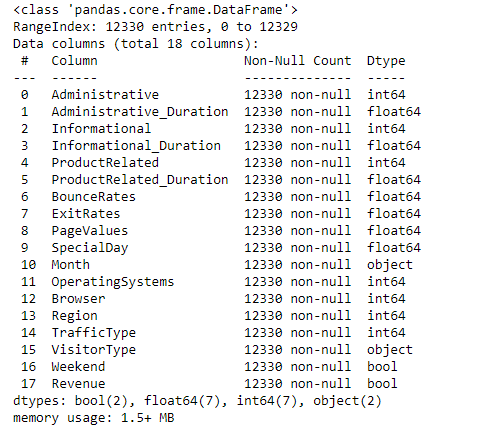 <class 'pandas.core.frame.DataFrame'>
RangeIndex: 12330 entries, 0 to 12329
Data columns (total 18 columns):
 #   Column                   Non-Null Count  Dtype
---  ------                   --------------  -----
 0   Administrative           12330 non-null  int64
 1   Administrative_Duration  12330 non-null  float64
 2   Informational            12330 non-null  int64
 3   Informational_Duration   12330 non-null  float64
 4   ProductRelated           12330 non-null  int64
 5   ProductRelated_Duration  12330 non-null  float64
 6   BounceRates              12330 non-null  float64
 7   ExitRates                12330 non-null  float64
 8   PageValues               12330 non-null  float64
 9   SpecialDay               12330 non-null  float64
 10  Month                    12330 non-null  object
 11  OperatingSystems         12330 non-null  int64
 12  Browser                  12330 non-null  int64
 13  Region                   12330 non-null  int64
 14  TrafficType              12330 non-null  int64
 15  VisitorType              12330 non-null  object
 16  Weekend                  12330 non-null  bool
 17  Revenue                  12330 non-null  bool
dtypes: bool(2), float64(7), int64(7), object(2)
memory usage: 1.5+ MB